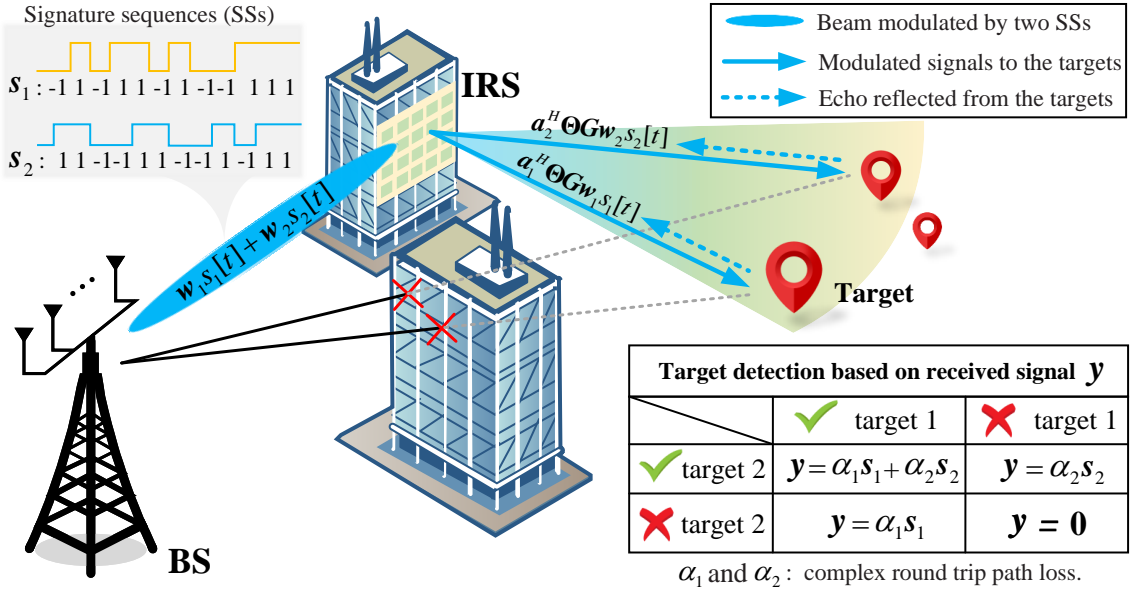 Signature sequences (SSs)
s₁ : -1 1 -1 1 1 -1 1 -1-1 1 1 1
s₂ : 1 1 -1-1 1 1 -1-1 1 -1 1 1
IRS
Beam modulated by two SSs
Modulated signals to the targets
Echo reflected from the targets
a₂ᴴΘGw₂s₂[t]
a₁ᴴΘGw₁s₁[t]
w₁s₁[t]+w₂s₂[t]
...
Target
BS
Target detection based on received signal y
target 1
target 1
target 2
y = α₁s₁ + α₂s₂
y = α₂s₂
target 2
y = α₁s₁
y = 0
α₁ and α₂ : complex round trip path loss.